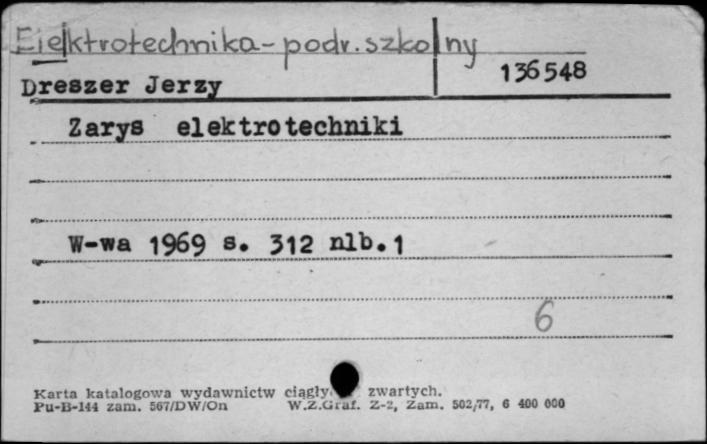 Elektrotechnika-podr.szkolny
136548
Dreszer Jerzy
Zarys elektrotechniki
W-wa 1969 s. 312 nlb.1
6
Karta katalogowa wydawnictw zwartych.
Pu-B-144 zam. 567/DW/On W.Z.Graf. Z-2, Zam. 502/77, 6 400 000